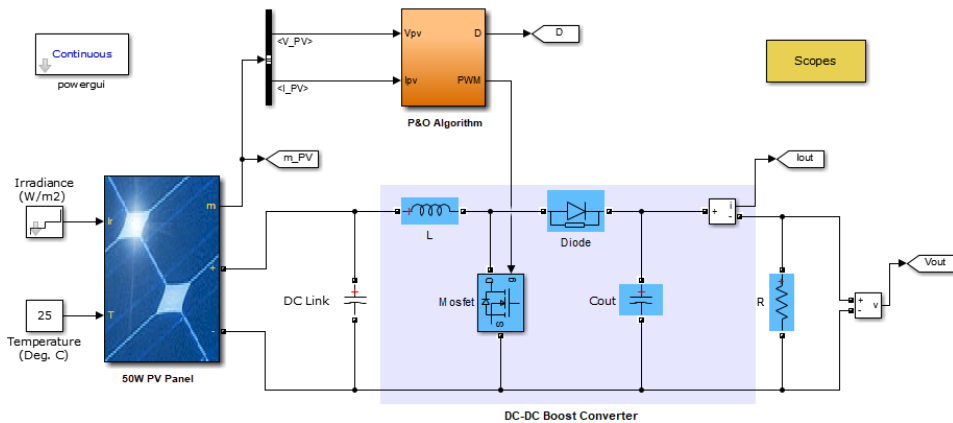 Continuous
powergui
<V_PV>
<I_PV>
Vpv
Ipv
D
PWM
P&O Algorithm
D
Scopes
m_PV
Irradiance
(W/m2)
Ir
m
+
T
-
25
Temperature
(Deg. C)
50W PV Panel
DC Link
+
+
L
D
g
S
Mosfet
Diode
+
Cout
+
i
-
Iout
+
R
+
-
v
Vout
DC-DC Boost Converter